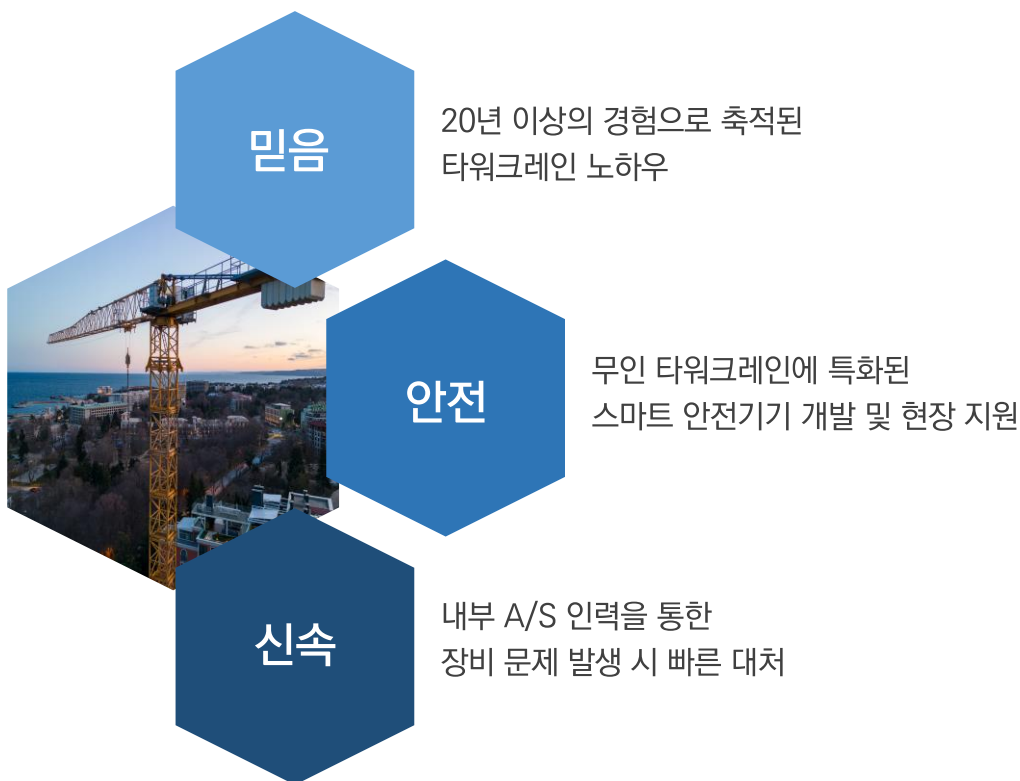 믿음
20년 이상의 경험으로 축적된
타워크레인 노하우
안전
무인 타워크레인에 특화된
스마트 안전기기 개발 및 현장 지원
신속
내부 A/S 인력을 통한
장비 문제 발생 시 빠른 대처